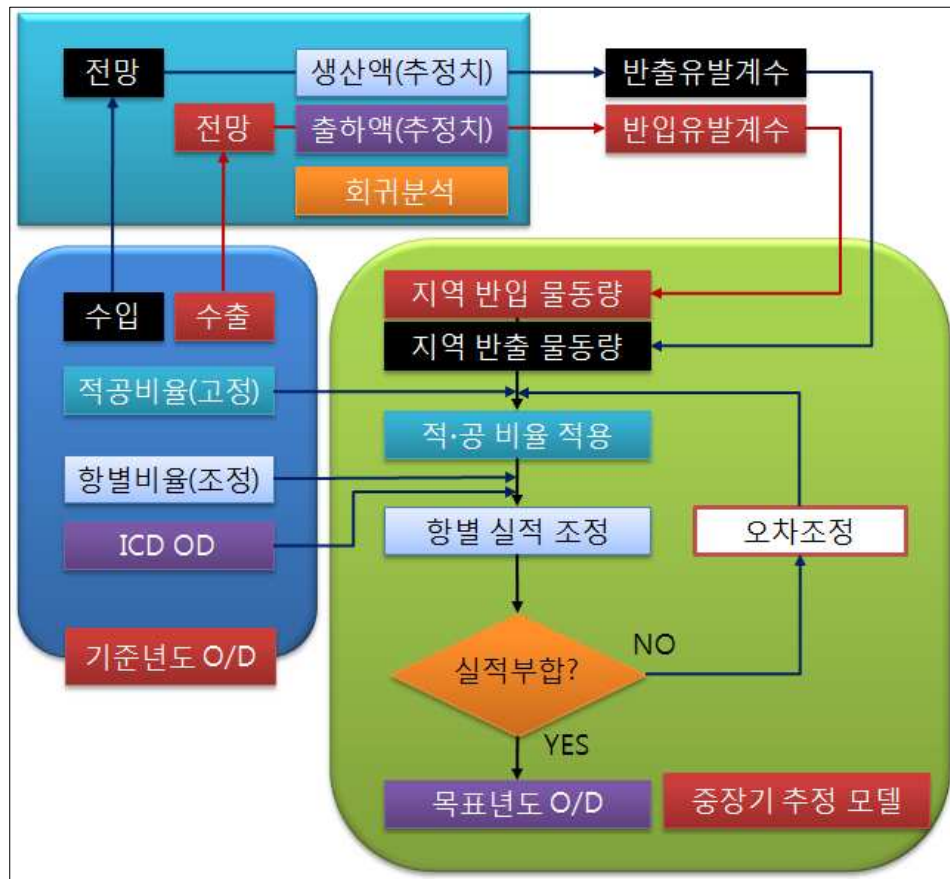 전망
생산액(추정치)
반출유발계수
전망
출하액(추정치)
반입유발계수
회귀분석
수입
수출
지역 반입 물동량
지역 반출 물동량
적공비율(고정)
적·공 비율 적용
항별비율(조정)
ICD OD
항별 실적 조정
오차조정
기준년도 O/D
실적부합?
NO
YES
목표년도 O/D
중장기 추정 모델